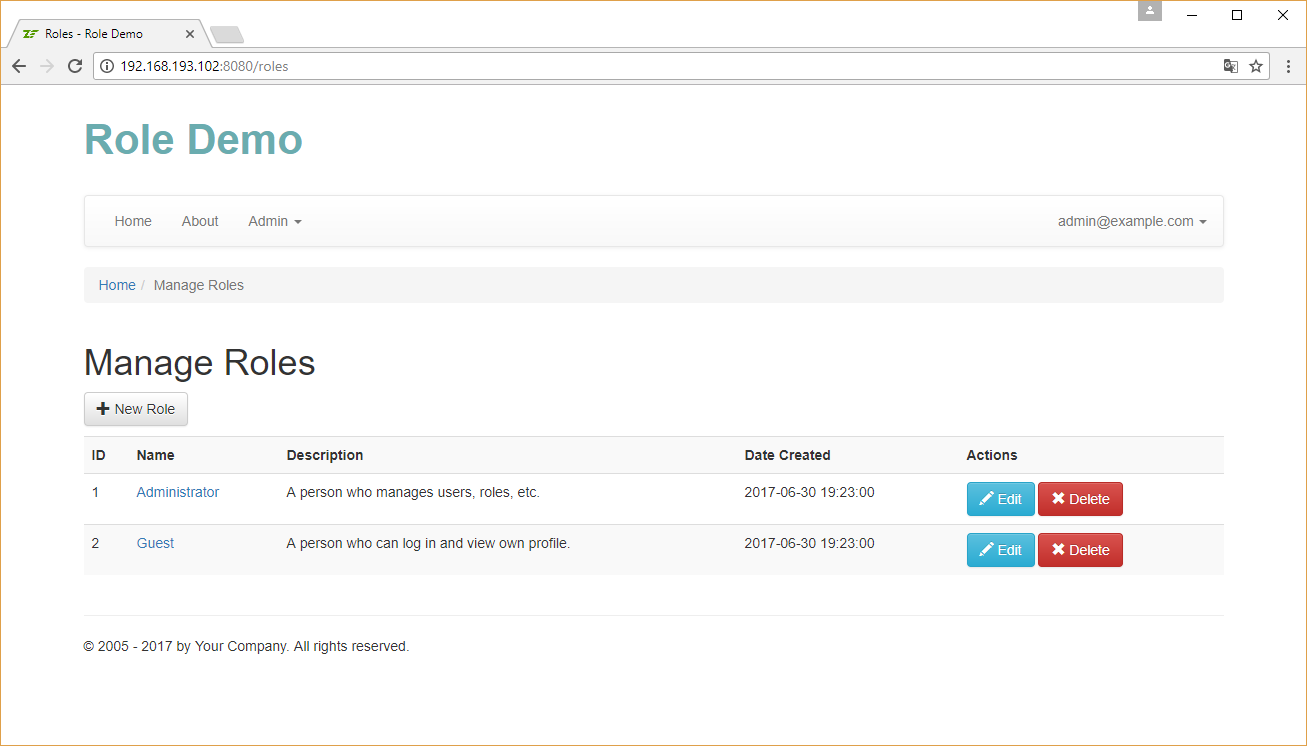 Roles - Role Demo
192.168.193.102:8080/roles
Role Demo
Home About Admin admin@example.com
Home / Manage Roles
Manage Roles
New Role
ID Name Description Date Created Actions
1 Administrator A person who manages users, roles, etc. 2017-06-30 19:23:00 Edit Delete
2 Guest A person who can log in and view own profile. 2017-06-30 19:23:00 Edit Delete
© 2005 - 2017 by Your Company. All rights reserved.